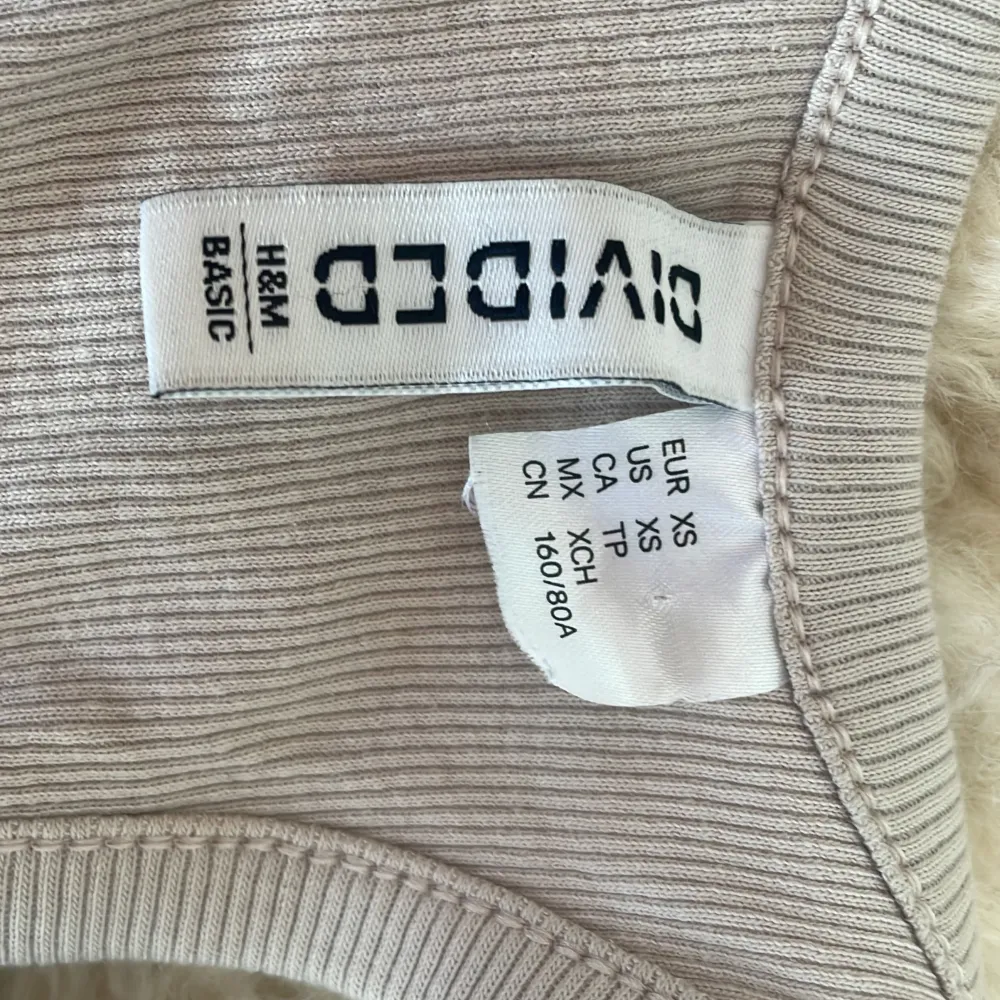 DIVIDED
H&M
BASIC
EUR XS
US XS
CA TP
MX XCH
CN 160/80A